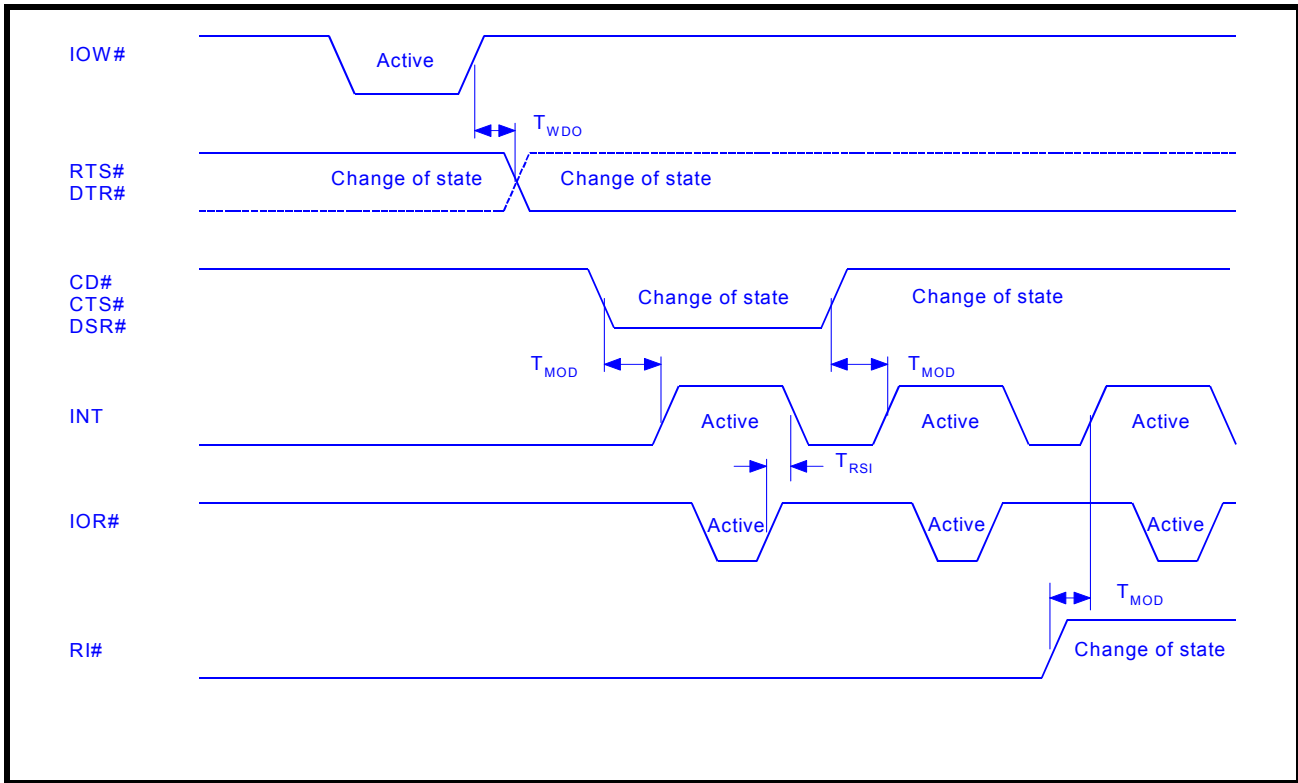 IOW#
Active
TWDO
RTS#
DTR#
Change of state Change of state
CD#
CTS#
DSR#
Change of state Change of state
TMOD TMOD
INT
Active Active Active
TRSI
IOR#
Active Active Active
TMOD
RI#
Change of state